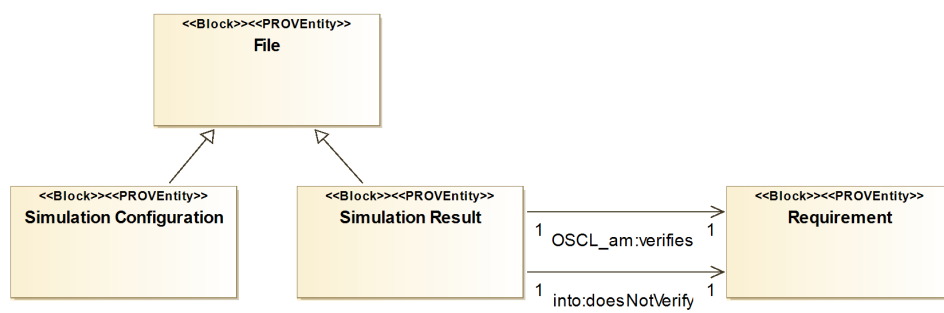 <<Block>><<PROVEntity>>
File
<<Block>><<PROVEntity>>
Simulation Configuration
<<Block>><<PROVEntity>>
Simulation Result
1
1
OSCL_am:verifies
1
1
into:doesNotVerify
<<Block>><<PROVEntity>>
Requirement